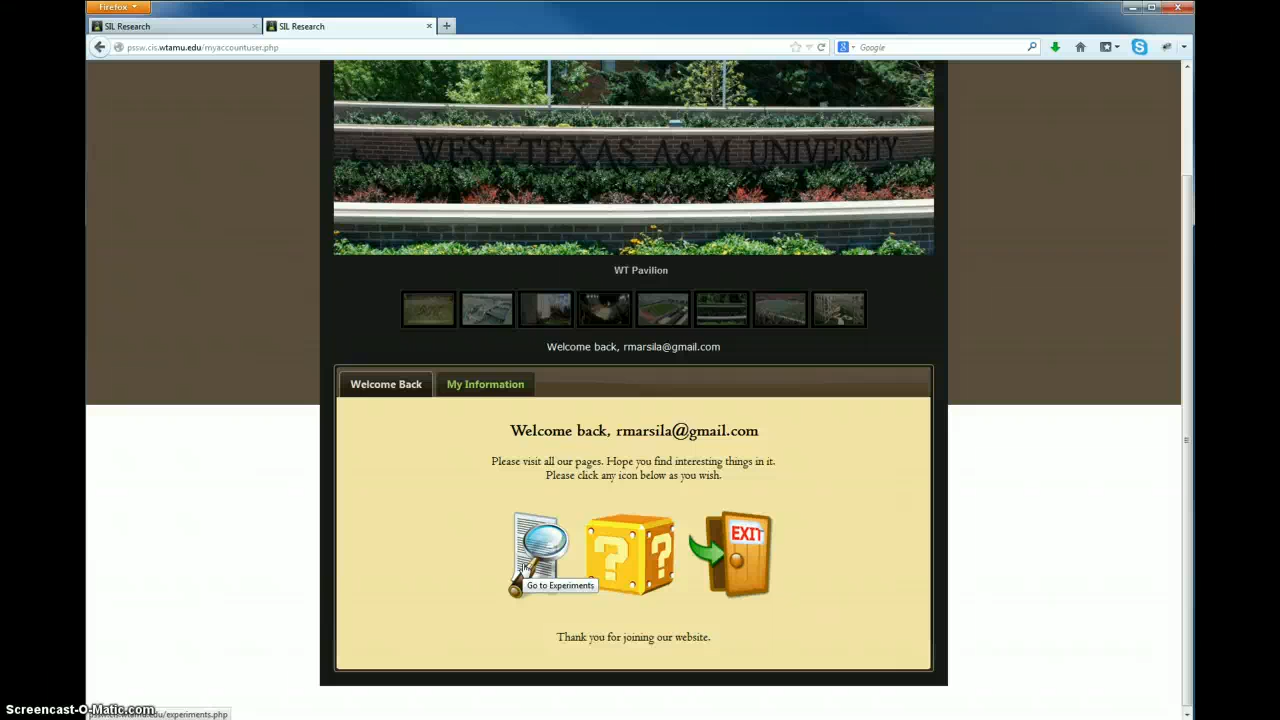 Firefox
SIL Research
SIL Research
pssw.cis.wtamu.edu/myaccountuser.php
Google
WEST TEXAS A&M UNIVERSITY
WT Pavilion
Welcome back, rmarsila@gmail.com
Welcome Back
My Information
Welcome back, rmarsila@gmail.com
Please visit all our pages. Hope you find interesting things in it.
Please click any icon below as you wish.
EXIT
Go to Experiments
Thank you for joining our website.
Screencast-O-Matic.com
pssw.cis.wtamu.edu/experiments.php